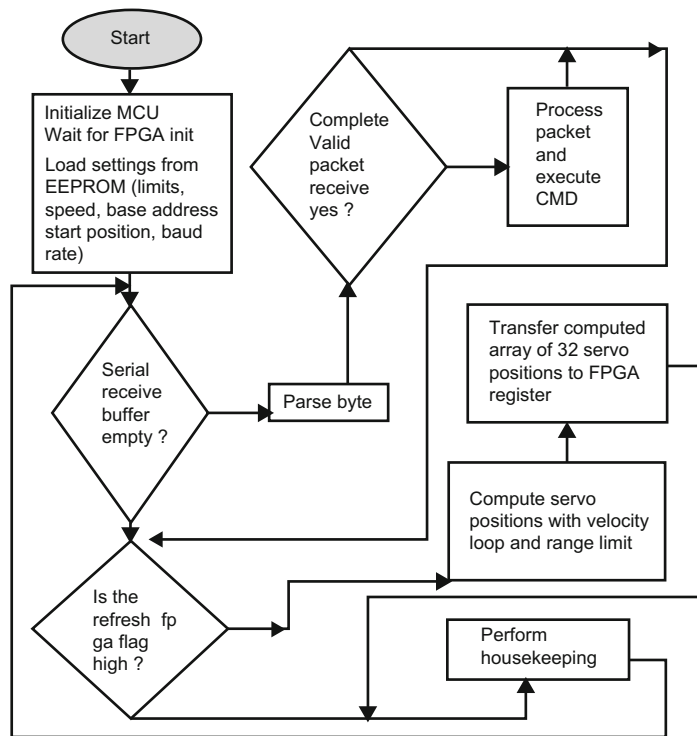 Start
Initialize MCU
Wait for FPGA init
Load settings from
EEPROM (limits,
speed, base address
start position, baud
rate)
Complete
Valid
packet
receive
yes ?
Process
packet
and
execute
CMD
Serial
receive
buffer
empty ?
Parse byte
Transfer computed
array of 32 servo
positions to FPGA
register
Compute servo
positions with velocity
loop and range limit
Is the
refresh fp
ga flag
high ?
Perform
housekeeping